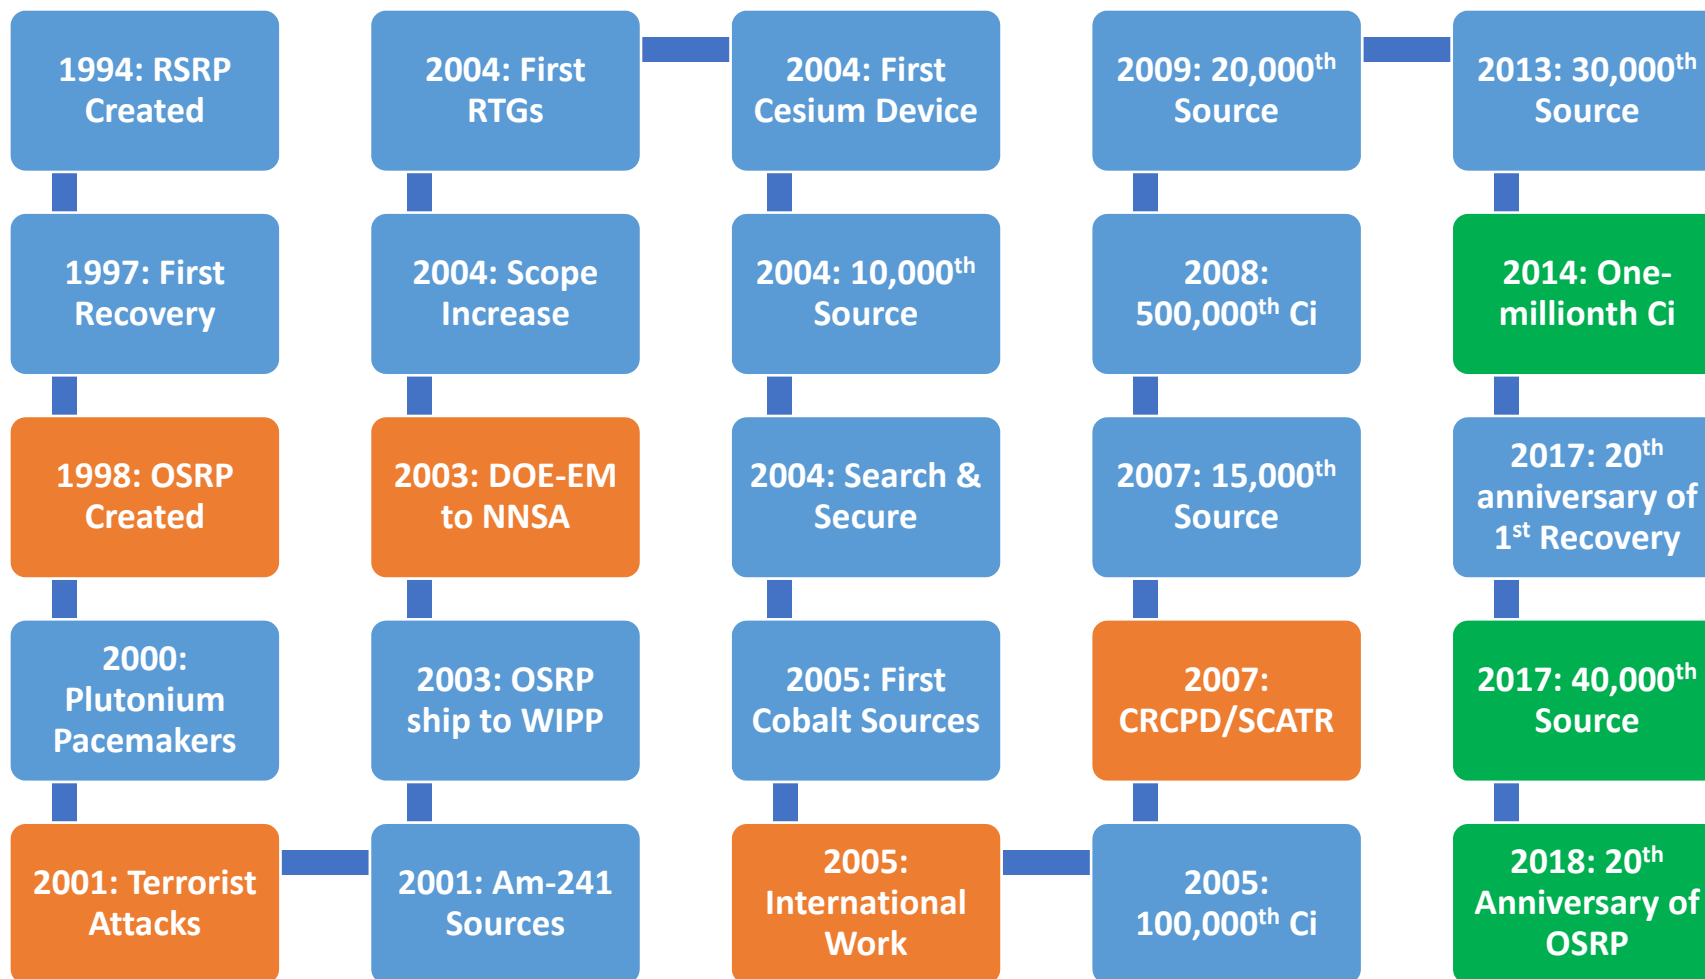 1994: RSRP
Created
1997: First
Recovery
1998: OSRP
Created
2000:
Plutonium
Pacemakers
2001: Terrorist
Attacks
2001: Am-241
Sources
2003: OSRP
ship to WIPP
2003: DOE-EM
to NNSA
2004: Scope
Increase
2004: First
RTGs
2004: First
Cesium Device
2004: 10,000th
Source
2004: Search &
Secure
2005: First
Cobalt Sources
2005:
International
Work
2005:
100,000th Ci
2007:
CRCPD/SCATR
2007: 15,000th
Source
2008:
500,000th Ci
2009: 20,000th
Source
2013: 30,000th
Source
2014: One-
millionth Ci
2017: 20th
anniversary of
1st Recovery
2017: 40,000th
Source
2018: 20th
Anniversary of
OSRP